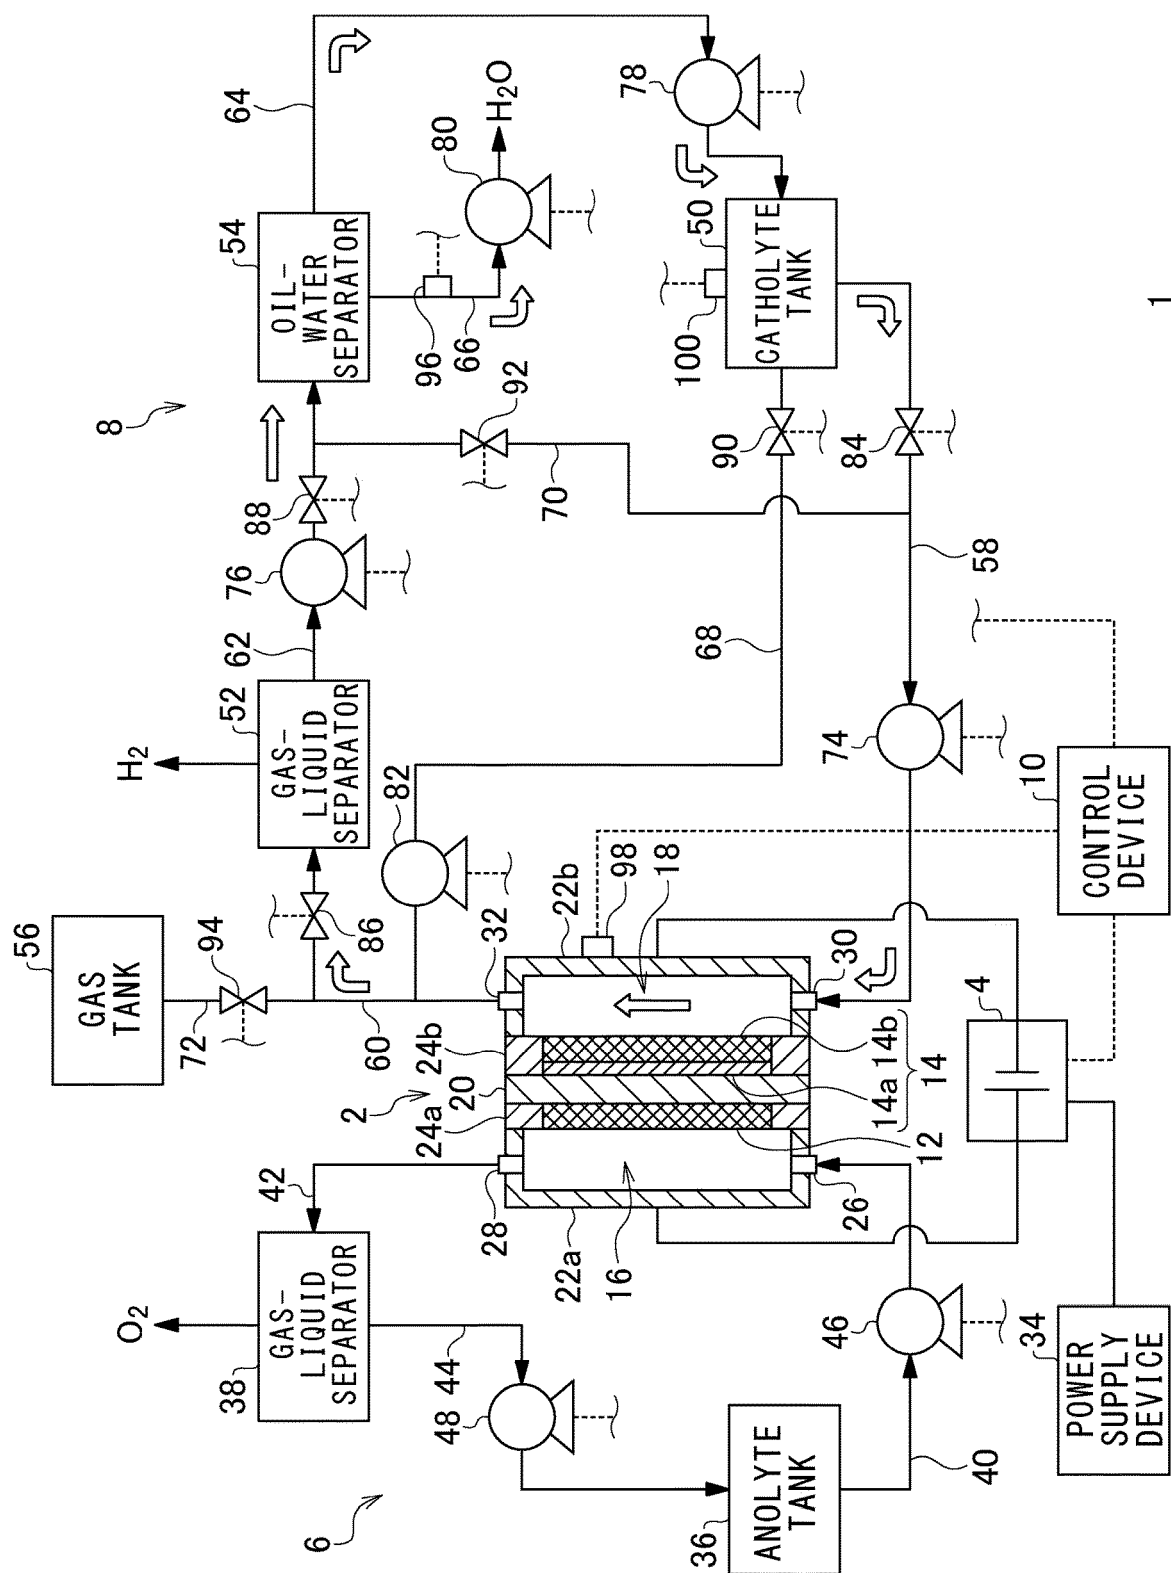 56
GAS
TANK
8
O2
H2
54
64
38
GAS-
LIQUID
SEPARATOR
42
72
94
52
GAS-
LIQUID
SEPARATOR
62
76
88
OIL-
WATER
SEPARATOR
6
44
2
60
86
82
96
66
80
H2O
48
28
24a
20
24b
32
92
22a
22b
70
16
98
18
78
36
ANOLYTE
TANK
68
100
50
CATHOLYTE
TANK
90
46
26
12
14a
14b
14
30
74
84
40
58
4
34
POWER
SUPPLY
DEVICE
10
CONTROL
DEVICE
1